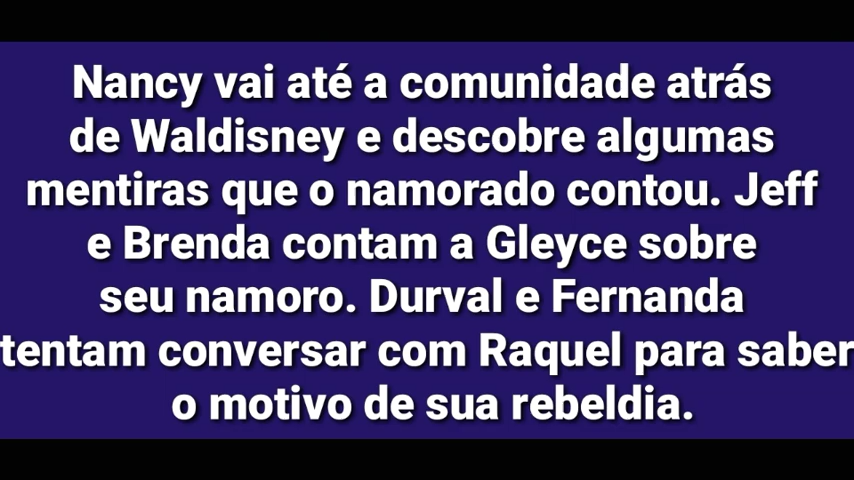 Nancy vai até a comunidade atrás
de Waldisney e descobre algumas
mentiras que o namorado contou. Jeff
e Brenda contam a Gleyce sobre
seu namoro. Durval e Fernanda
tentam conversar com Raquel para saber
o motivo de sua rebeldia.